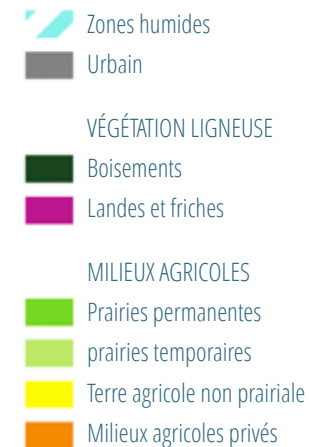 Zones humides
Urbain
VÉGÉTATION LIGNEUSE
Boisements
Landes et friches
MILIEUX AGRICOLES
Prairies permanentes
prairies temporaires
Terre agricole non prairiale
Milieux agricoles privés